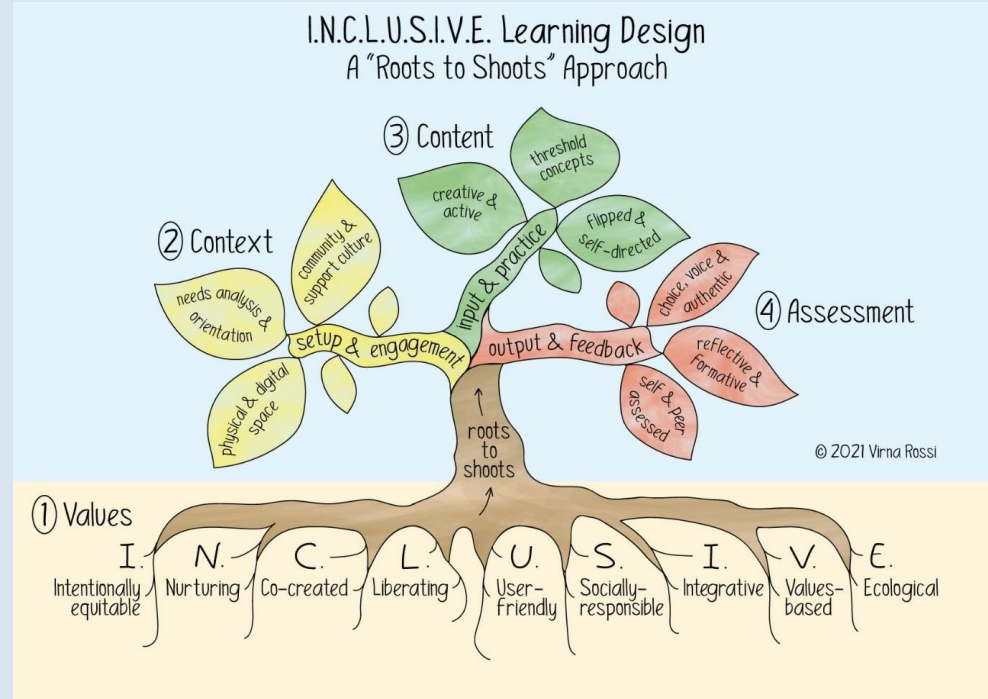 I.N.C.L.U.S.I.V.E. Learning Design
A "Roots to Shoots" Approach
③ Content
threshold
concepts
creative &
active
flipped &
self-directed
input & practice
② Context
community &
support culture
needs analysis &
orientation
setup & engagement
physical & digital
space
④ Assessment
choice, voice &
authentic
output & feedback
reflective &
formative
self & peer
assessed
roots
to
shoots
© 2021 Virna Rossi
① Values
I.
Intentionally
equitable
N.
Nurturing
C.
Co-created
L.
Liberating
U.
User-
friendly
S.
Socially-
responsible
I.
Integrative
V.
Values-
based
E.
Ecological